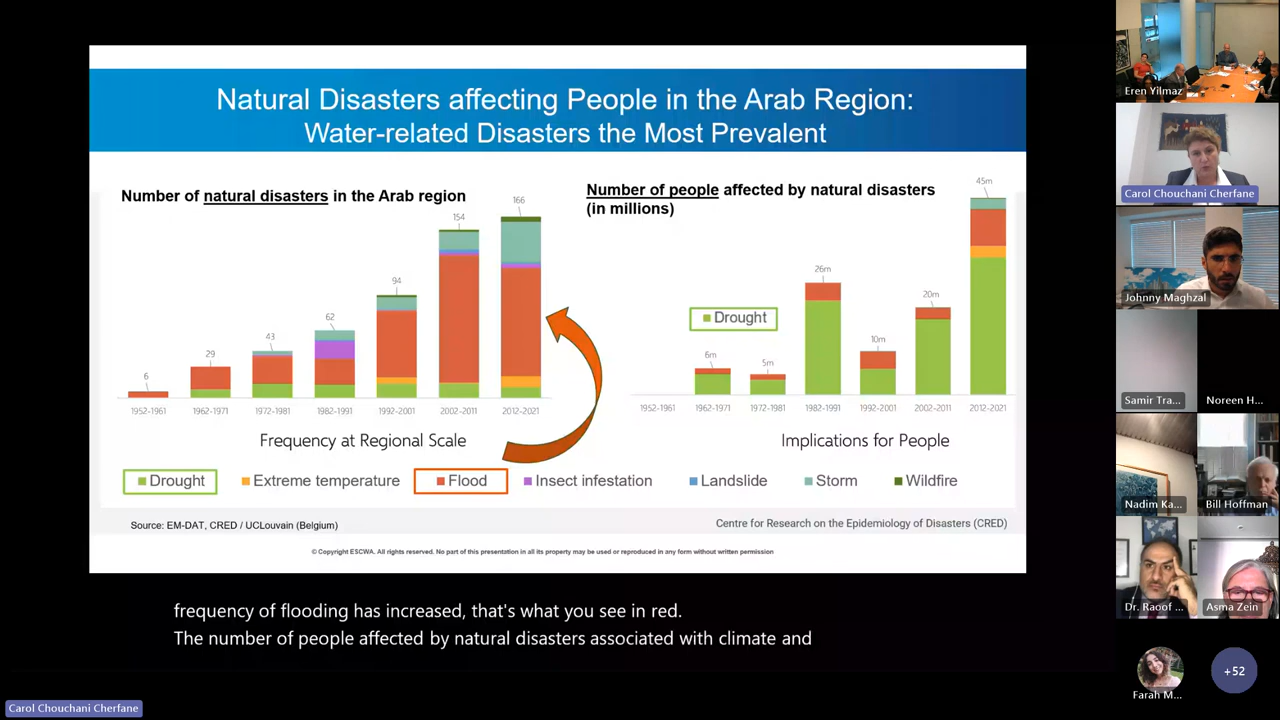 Natural Disasters affecting People in the Arab Region:
Water-related Disasters the Most Prevalent
Number of natural disasters in the Arab region
6
29
43
62
94
154
166
1952-1961
1962-1971
1972-1981
1982-1991
1992-2001
2002-2011
2012-2021
Frequency at Regional Scale
Number of people affected by natural disasters
(in millions)
Drought
6m
5m
26m
10m
20m
45m
1952-1961
1962-1971
1972-1981
1982-1991
1992-2001
2002-2011
2012-2021
Implications for People
Drought
Extreme temperature
Flood
Insect infestation
Landslide
Storm
Wildfire
Source: EM-DAT, CRED / UCLouvain (Belgium)
Centre for Research on the Epidemiology of Disasters (CRED)
© Copyright ESCWA. All rights reserved. No part of this presentation in all its property may be used or reproduced in any form without written permission
frequency of flooding has increased, that's what you see in red.
The number of people affected by natural disasters associated with climate and
Carol Chouchani Cherfane
Eren Yilmaz
Carol Chouchani Cherfane
Johnny Maghzal
Samir Tra...
Noreen H...
Nadim Ka...
Bill Hoffman
Dr. Raoof ...
Asma Zein
Farah M...
+52